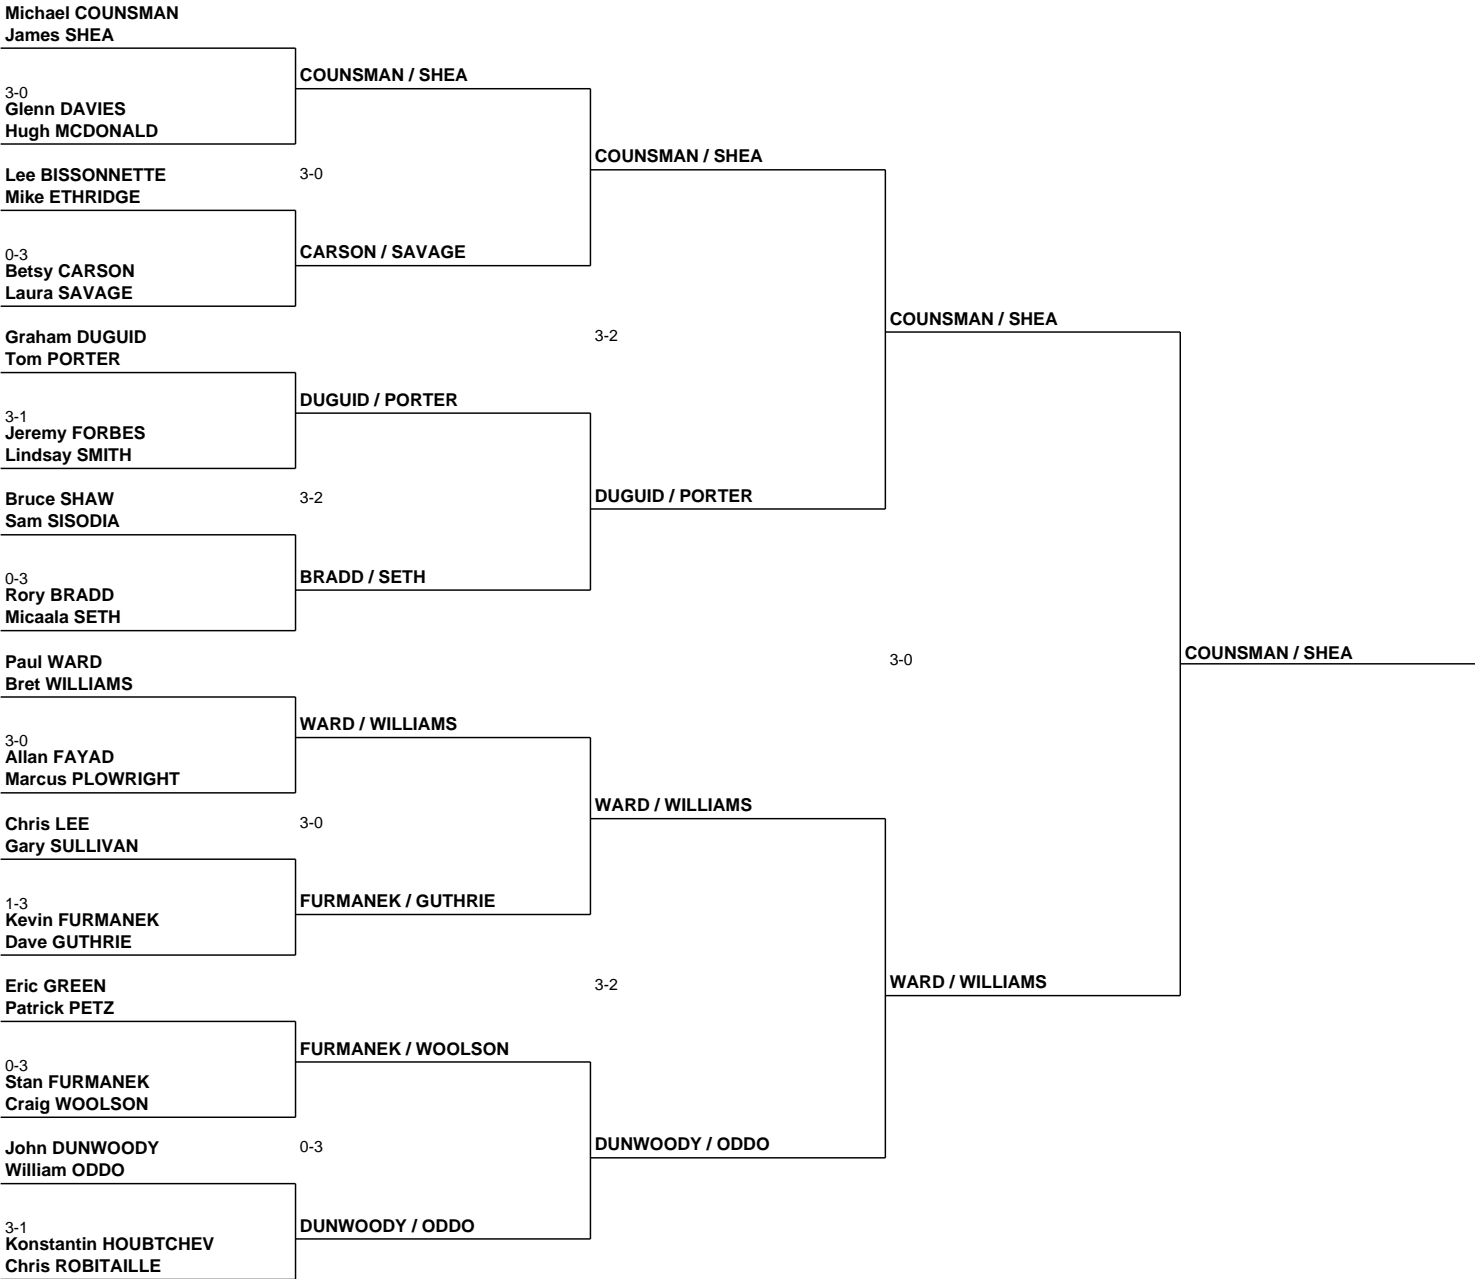 Michael COUNSMAN
James SHEA
COUNSMAN / SHEA
3-0
Glenn DAVIES
Hugh MCDONALD
COUNSMAN / SHEA
Lee BISSONNETTE
3-0
Mike ETHRIDGE
CARSON / SAVAGE
0-3
Betsy CARSON
Laura SAVAGE
COUNSMAN / SHEA
Graham DUGUID
3-2
Tom PORTER
DUGUID / PORTER
3-1
Jeremy FORBES
Lindsay SMITH
Bruce SHAW
3-2
DUGUID / PORTER
Sam SISODIA
BRADD / SETH
0-3
Rory BRADD
Micaala SETH
Paul WARD
3-0
COUNSMAN / SHEA
Bret WILLIAMS
WARD / WILLIAMS
3-0
Allan FAYAD
Marcus PLOWRIGHT
WARD / WILLIAMS
Chris LEE
3-0
Gary SULLIVAN
FURMANEK / GUTHRIE
1-3
Kevin FURMANEK
Dave GUTHRIE
Eric GREEN
3-2
WARD / WILLIAMS
Patrick PETZ
FURMANEK / WOOLSON
0-3
Stan FURMANEK
Craig WOOLSON
John DUNWOODY
0-3
DUNWOODY / ODDO
William ODDO
DUNWOODY / ODDO
3-1
Konstantin HOUBTCHEV
Chris ROBITAILLE